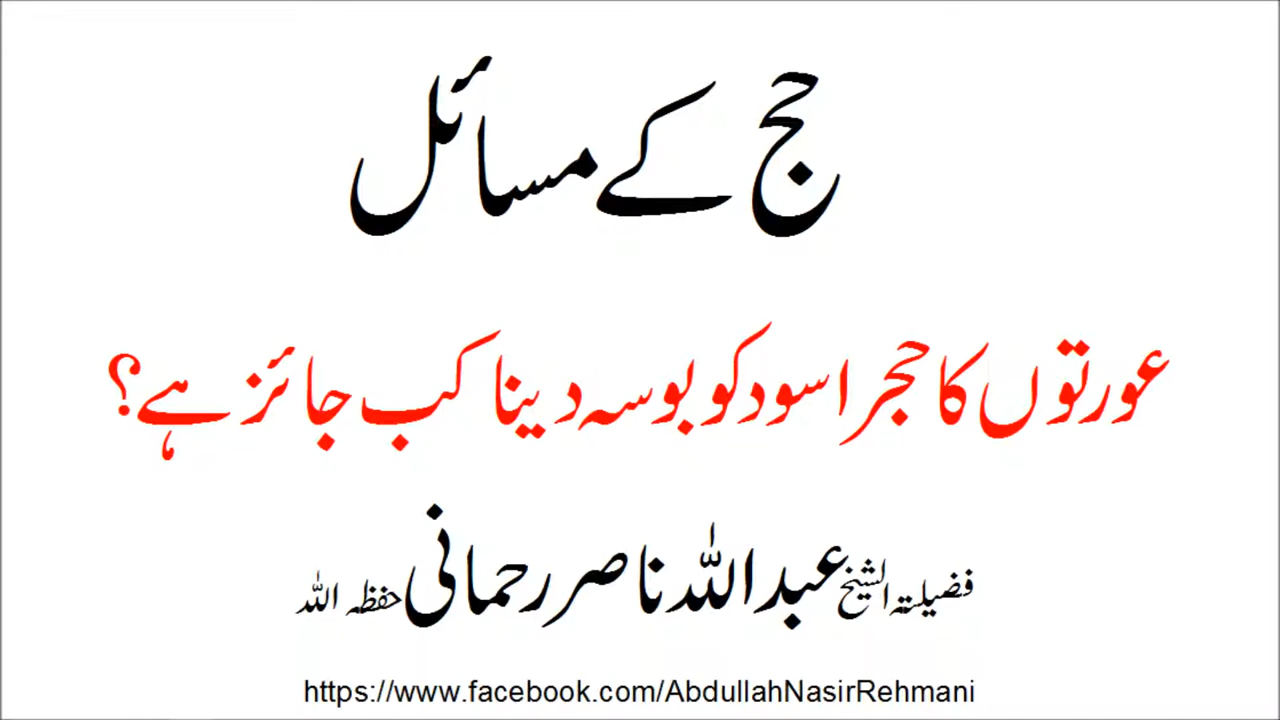 حج کے مسائل
عورتوں کا حجر اسود کو بوسہ دینا کب جائز ہے؟
فضیلتہ الشیخ عبداللہ ناصر رحمانی حفظہ اللہ
https://www.facebook.com/AbdullahNasirRehmani